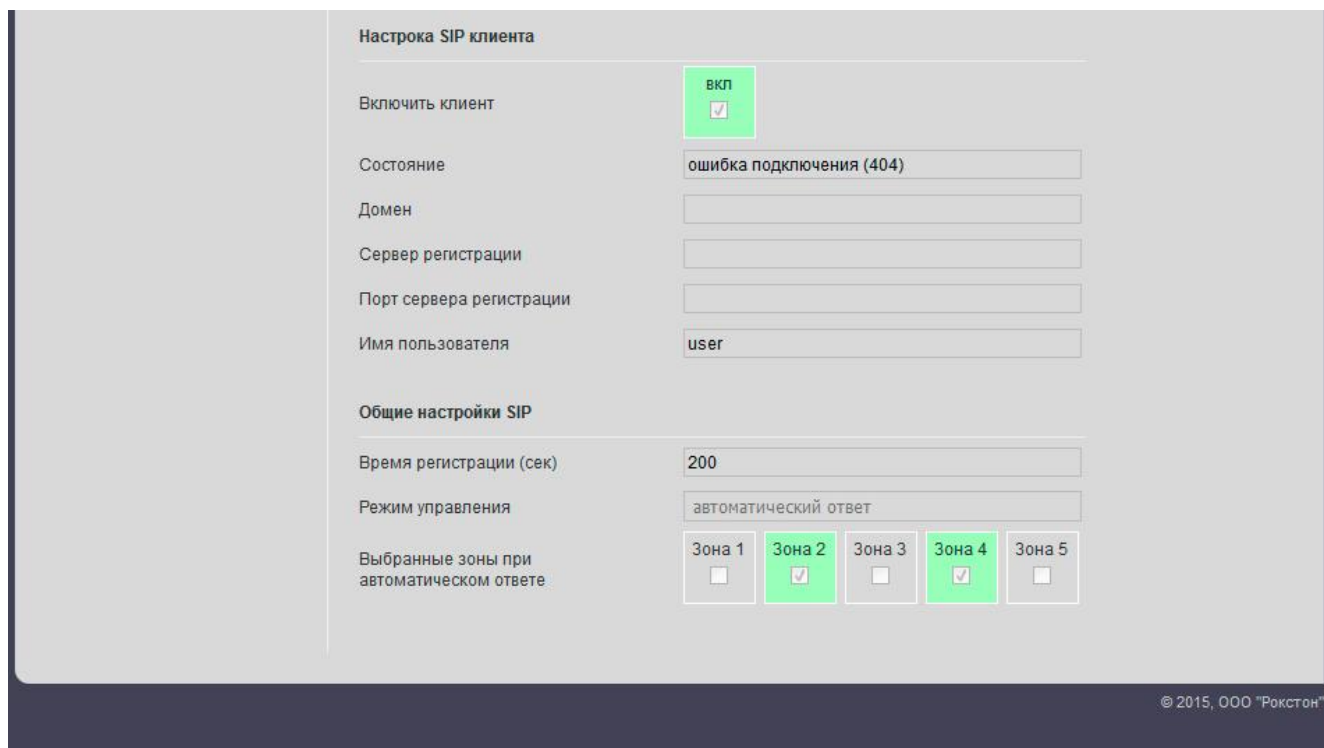 Настрока SIP клиента
Включить клиент
вкл
Состояние
ошибка подключения (404)
Домен
Сервер регистрации
Порт сервера регистрации
Имя пользователя
user
Общие настройки SIP
Время регистрации (сек)
200
Режим управления
автоматический ответ
Выбранные зоны при
автоматическом ответе
Зона 1 Зона 2 Зона 3 Зона 4 Зона 5
© 2015, ООО "Рокстон"